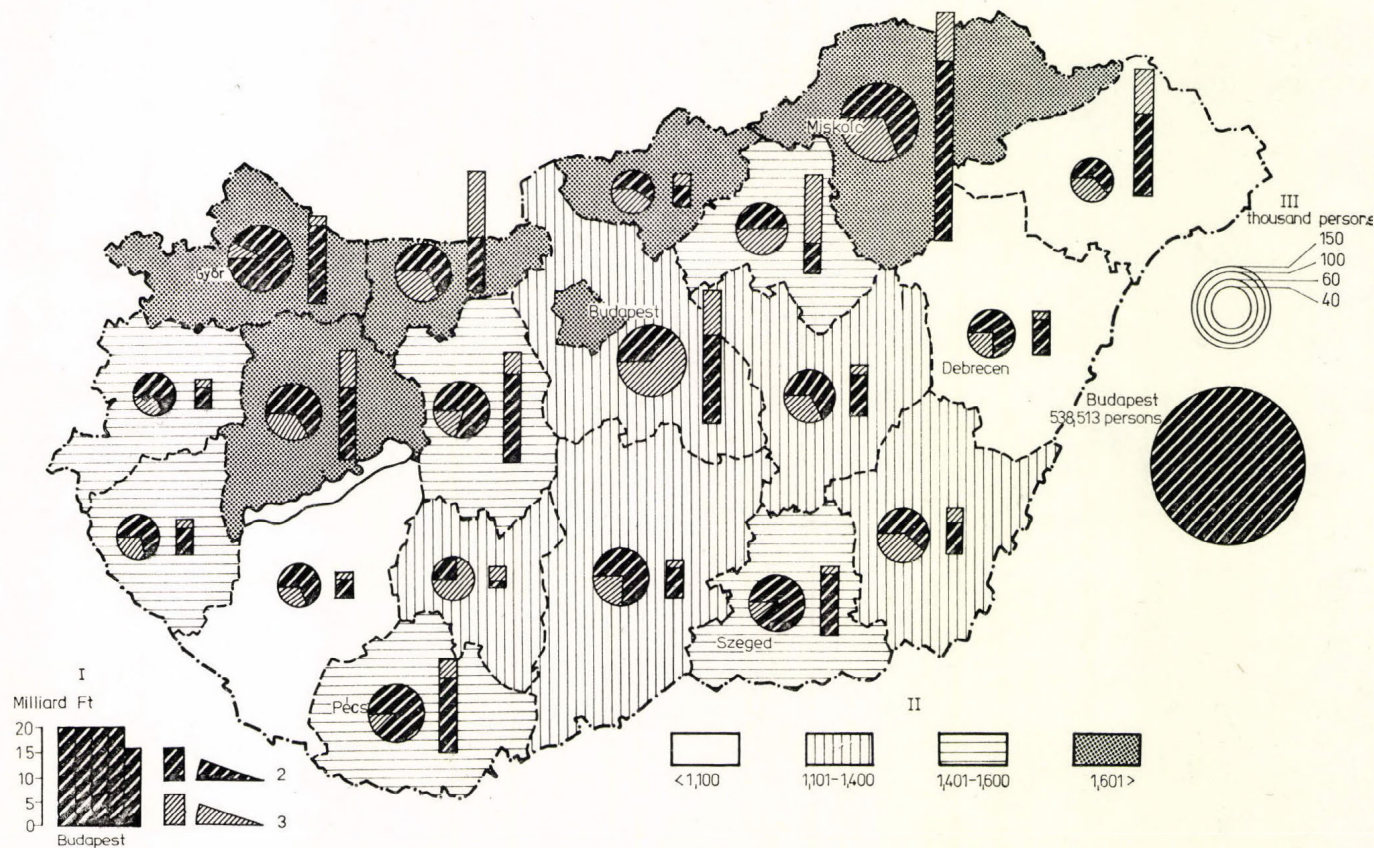 Miskolc
Győr
Budapest
Debrecen
Szeged
Pécs
III
thousand persons
150
100
60
40
Budapest
538,513 persons
I
Milliard Ft
20
15
10
5
0
Budapest
2
3
II
<1,100
1,101-1,400
1,401-1,600
1,601>